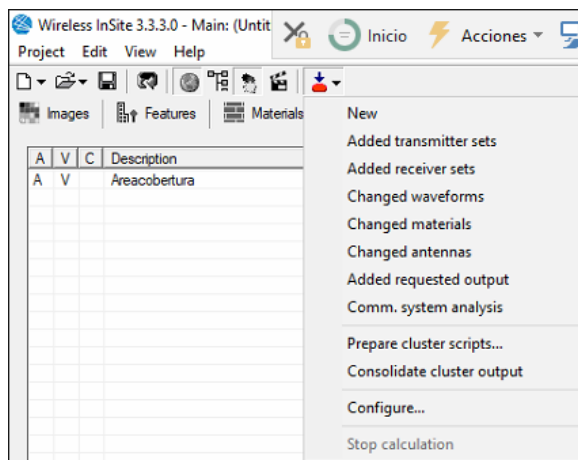 Wireless InSite 3.3.3.0 - Main: (Untit
Inicio
Acciones
Project Edit View Help
Images Features Materials
A V C Description
A V Areacobertura
New
Added transmitter sets
Added receiver sets
Changed waveforms
Changed materials
Changed antennas
Added requested output
Comm. system analysis
Prepare cluster scripts...
Consolidate cluster output
Configure...
Stop calculation